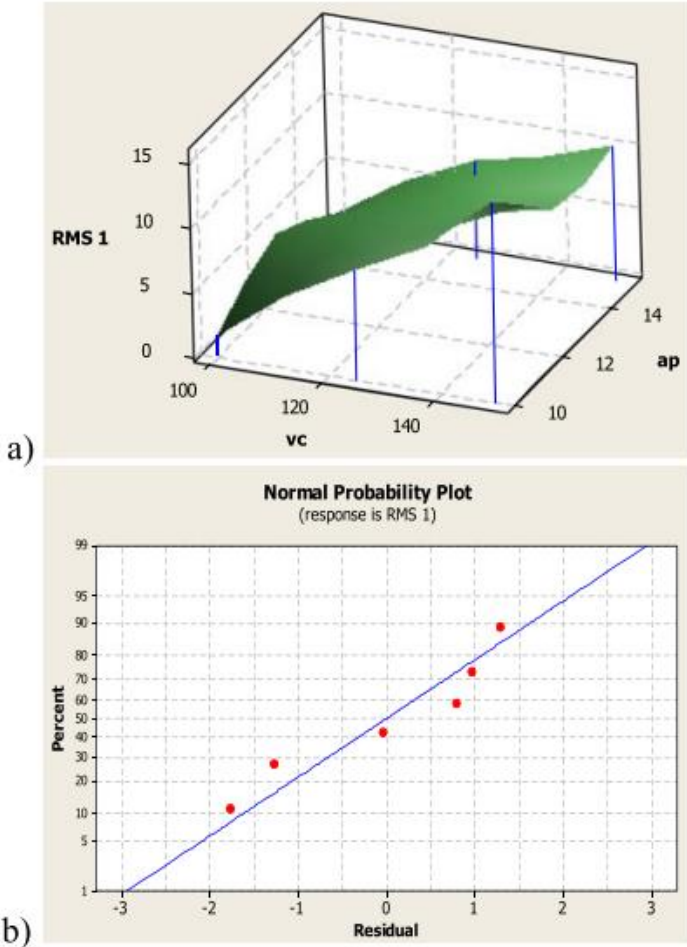 15
10
RMS 1
5
0
100
120
140
vc
10
12
14
ap
a)
Normal Probability Plot
(response is RMS 1)
99
95
90
80
70
60
50
40
30
20
10
5
1
Percent
-3 -2 -1 0 1 2 3
Residual
b)